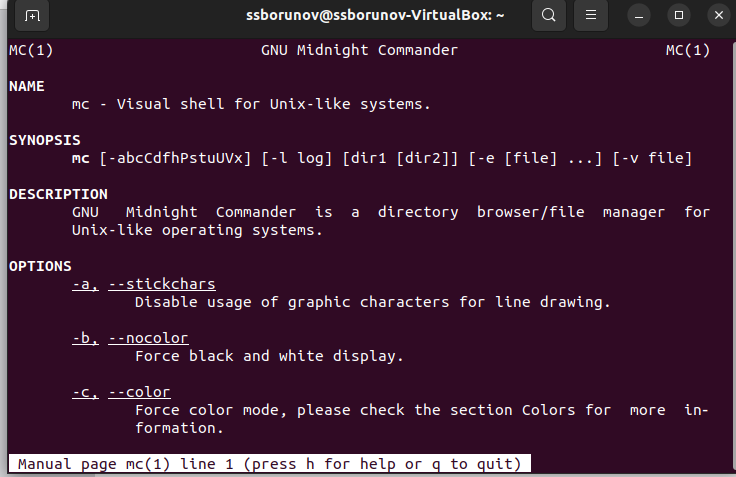 ssborunov@ssborunov-VirtualBox: ~
MC(1) GNU Midnight Commander MC(1)
NAME
mc - Visual shell for Unix-like systems.
SYNOPSIS
mc [-abcCdfhPstuUVx] [-l log] [dir1 [dir2]] [-e [file] ...] [-v file]
DESCRIPTION
GNU Midnight Commander is a directory browser/file manager for
Unix-like operating systems.
OPTIONS
-a, --stickchars
Disable usage of graphic characters for line drawing.
-b, --nocolor
Force black and white display.
-c, --color
Force color mode, please check the section Colors for more in-
formation.
Manual page mc(1) line 1 (press h for help or q to quit)